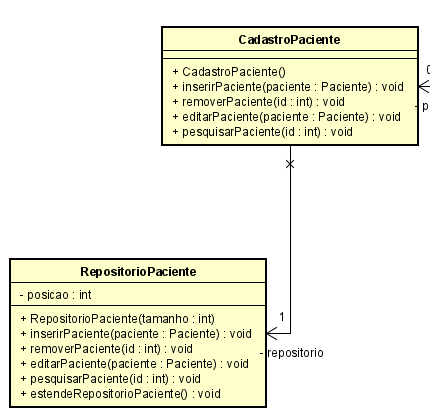 CadastroPaciente
+ CadastroPaciente()
+ inserirPaciente(paciente : Paciente) : void
+ removerPaciente(id : int) : void
+ editarPaciente(paciente : Paciente) : void
+ pesquisarPaciente(id : int) : void
- p
RepositorioPaciente
- posicao : int
+ RepositorioPaciente(tamanho : int)
+ inserirPaciente(paciente : Paciente) : void
+ removerPaciente(id : int) : void
+ editarPaciente(paciente : Paciente) : void
+ pesquisarPaciente(id : int) : void
+ estendeRepositorioPaciente() : void
1
- repositorio